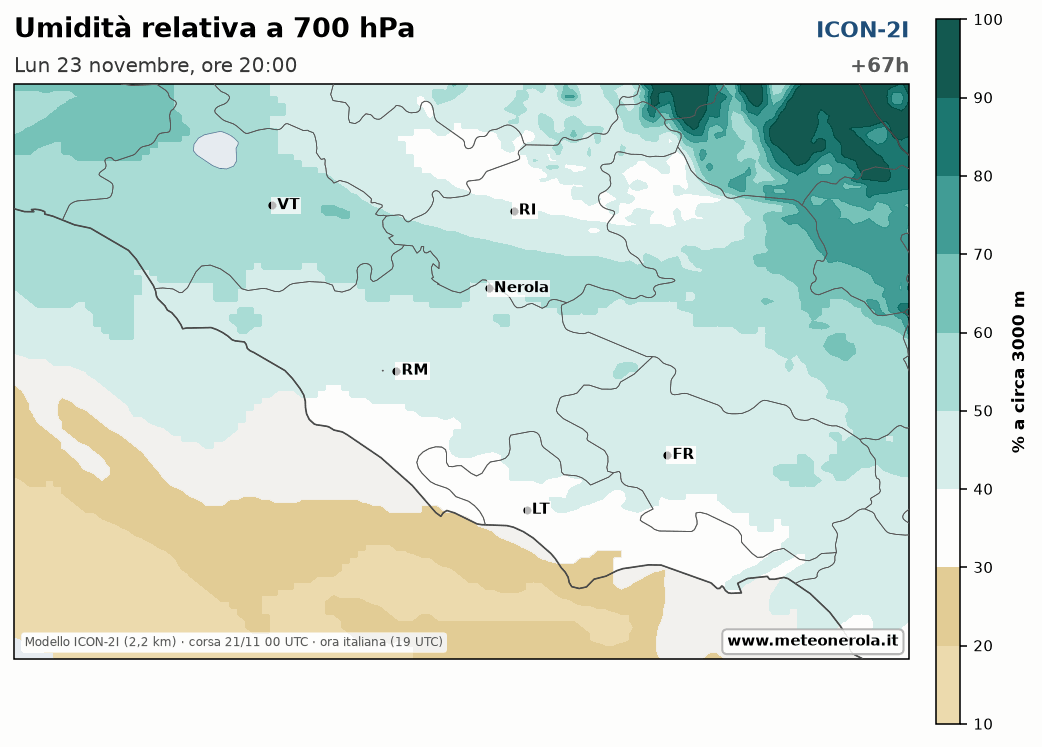 Umidità relativa a 700 hPa
ICON-2I
Lun 23 novembre, ore 20:00
+67h
VT
RI
Nerola
RM
FR
LT
Modello ICON-2I (2,2 km) · corsa 21/11 00 UTC · ora italiana (19 UTC)
www.meteonerola.it
100
90
80
70
60
50
40
30
20
10
% a circa 3000 m